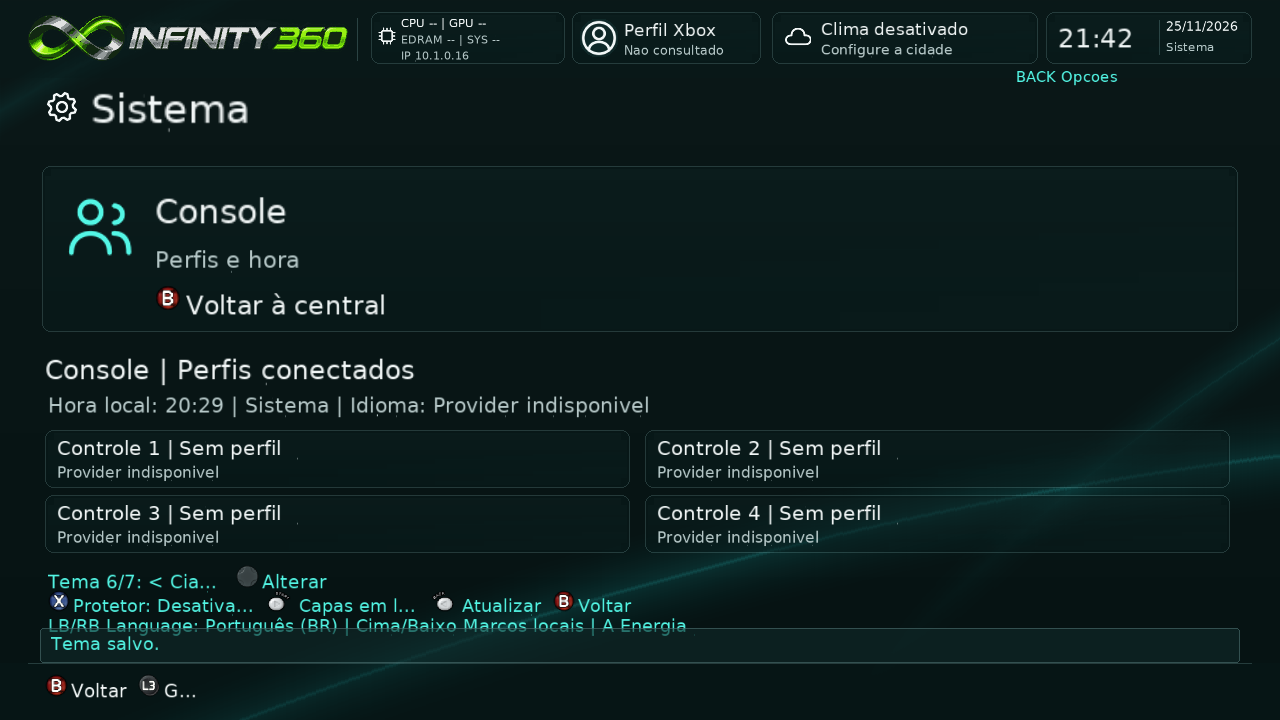 INFINITY 360
CPU -- | GPU --
EDRAM -- | SYS --
IP 10.1.0.16
Perfil Xbox
Nao consultado
Clima desativado
Configure a cidade
21:42
25/11/2026
Sistema
BACK Opcoes
Sistema
Console
Perfis e hora
B Voltar à central
Console | Perfis conectados
Hora local: 20:29 | Sistema | Idioma: Provider indisponivel
Controle 1 | Sem perfil
Provider indisponivel
Controle 2 | Sem perfil
Provider indisponivel
Controle 3 | Sem perfil
Provider indisponivel
Controle 4 | Sem perfil
Provider indisponivel
Tema 6/7: < Cia... Alterar
X Protetor: Desativa... START Capas em l... BACK Atualizar B Voltar
LB/RB Language: Português (BR) | Cima/Baixo Marcos locais | A Energia
Tema salvo.
B Voltar L3 G...